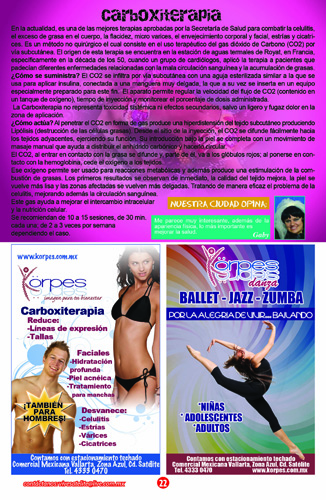 carboxiterapia
En la actualidad, es una de las mejores terapias aprobadas por la Secretaria de Salud para combatir la celulitis,
el exceso de grasa en el cuerpo, la flacidez, micro varices, el envejecimiento corporal y facial, estrías y cicatri-
ces. Es un método no quirúrgico el cual consiste en el uso terapéutico del gas dióxido de Carbono (CO2) por
vía subcutánea. El origen de esta terapia se encuentra en la estación de aguas termales de Royat, en Francia,
específicamente en la década de los 50, cuando un grupo de cardiólogos, aplicó la terapia a pacientes que
padecían diferentes enfermedades relacionadas con la mala circulación sanguínea y la acumulación de grasas.
¿Cómo se suministra? El CO2 se infiltra por vía subcutánea con una aguja esterilizada similar a la que se
usa para aplicar insulina, conectada a una manguera muy delgada, la que a su vez se inserta en un equipo
especialmente preparado para este fin. El aparato permite regular la velocidad del flujo de CO2 (contenido en
un tanque de oxígeno), tiempo de inyección y monitorear el porcentaje de dosis administrada.
La Carboxiterapia no representa toxicidad sistémica ni efectos secundarios, salvo un ligero y fugaz dolor en la
zona de aplicación.
¿Cómo actúa? Al penetrar el CO2 en forma de gas produce una hiperdistensión del tejido subcutáneo produciendo
Lipólisis (destrucción de las células grasas). Desde el sitio de la inyección, el CO2 se difunde fácilmente hacia
los tejidos adyacentes, ejerciendo su función. Su introducción bajo la piel se completa con un movimiento de
masaje manual que ayuda a distribuir el anhídrido carbónico y hacerlo circular.
El CO2, al entrar en contacto con la grasa se difunde y, parte de él, va a los glóbulos rojos; al ponerse en con-
tacto con la hemoglobina, cede el oxígeno a los tejidos.
Ese oxígeno permite ser usado para reacciones metabólicas y además produce una estimulación de la com-
bustión de grasas. Los primeros resultados se observan de inmediato, la calidad del tejido mejora, la piel se
vuelve más lisa y las zonas afectadas se vuelven más delgadas. Tratando de manera eficaz el problema de la
celulitis, mejorando además la circulación sanguínea.
Este gas ayuda a mejorar el intercambio intracelular
y la nutrición celular.
Se recomiendan de 10 a 15 sesiones, de 30 min.
cada una; de 2 a 3 veces por semana
dependiendo el caso.
NUESTRA CIUDAD OPINA
Me parece muy interesante, además de la
apariencia física, lo más importante es
mejorar la salud.
Gaby
www.korpes.com.mx
Körpes
imagen para tu bienestar
Carboxiterapia
Reduce:
-Líneas de expresión
-Tallas
Faciales
-Hidratación
profunda
-Piel acnéica
-Tratamiento
para manchas
¡TAMBIÉN
PARA
HOMBRES!
Desvanece:
-Celulitis
-Estrías
-Várices
-Cicatrices
Contamos con estacionamiento techado
Comercial Mexicana Vallarta, Zona Azul, Cd. Satélite
Tel. 4333 0470
Körpes
danza
BALLET - JAZZ - ZUMBA
POR LA ALEGRIA DE VIVIR... BAILANDO
*NIÑAS
*ADOLESCENTES
*ADULTOS
Contamos con estacionamiento techado
Comercial Mexicana Vallarta, Zona Azul, Cd. Satélite
Tel. 4333 0470
www.korpes.com.mx
contáctanos:vivesatelite@live.com.mx
22